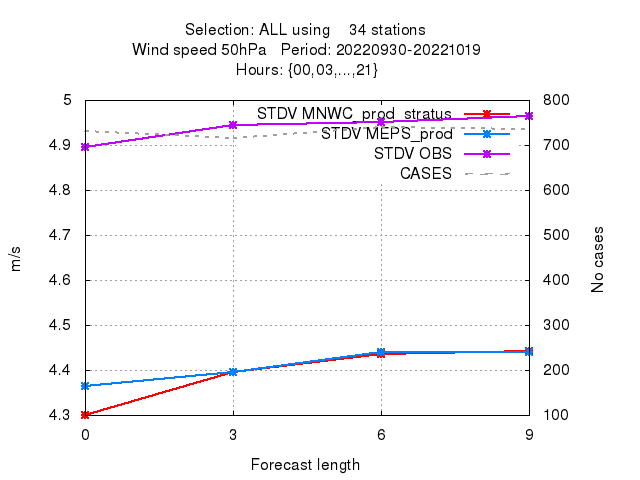 Selection: ALL using 34 stations
Wind speed 50hPa Period: 20220930-20221019
Hours: {00,03,...,21}
STDV MNWC_prod_stratus
STDV MEPS_prod
STDV OBS
CASES
5
4.9
4.8
4.7
4.6
4.5
4.4
4.3
m/s
800
700
600
500
400
300
200
100
No cases
0 3 6 9
Forecast length